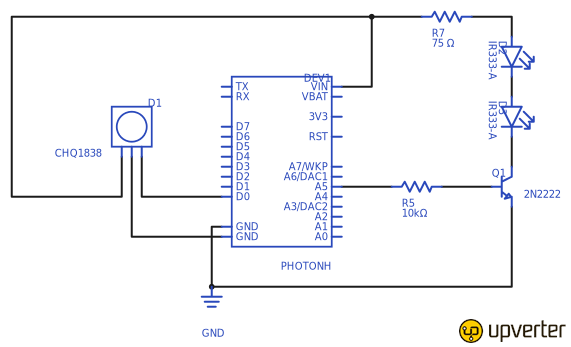 R7
75 Ω
D2
IR333-A
DEV1
TX
VIN
RX
VBAT
D1
3V3
IR333-A
D7
D6
RST
D5
D4
CHQ1838
D3
A7/WKP
D2
A6/DAC1
D1
A5
D0
A4
A3/DAC2
A2
GND
A1
GND
A0
Q1
2N2222
R5
10kΩ
PHOTONH
GND
upverter